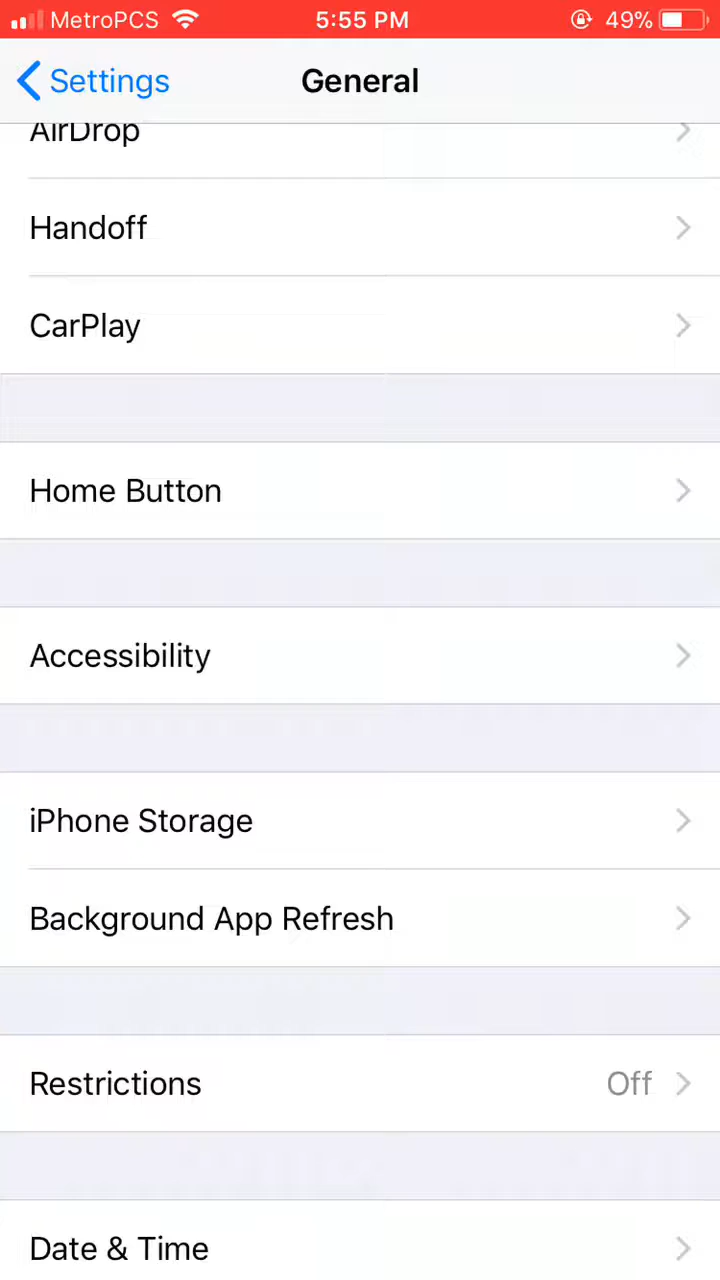 MetroPCS 5:55 PM 49%
Settings General
AirDrop
Handoff
CarPlay
Home Button
Accessibility
iPhone Storage
Background App Refresh
Restrictions Off
Date & Time